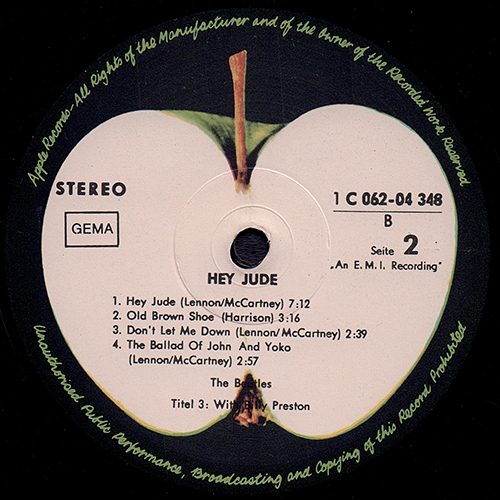 Apple Records-All Rights of the Manufacturer and of the Owner of the Recorded Work Reserved
STEREO
GEMA
1 C 062-04 348
B
Seite 2
„An E.M.I. Recording"
HEY JUDE
1. Hey Jude (Lennon/McCartney) 7:12
2. Old Brown Shoe (Harrison) 3:16
3. Don't Let Me Down (Lennon/McCartney) 2:39
4. The Ballad Of John And Yoko
(Lennon/McCartney) 2:57
The Beatles
Titel 3: With Billy Preston
Unauthorised Public Performance, Broadcasting and Copying of this Record Prohibited